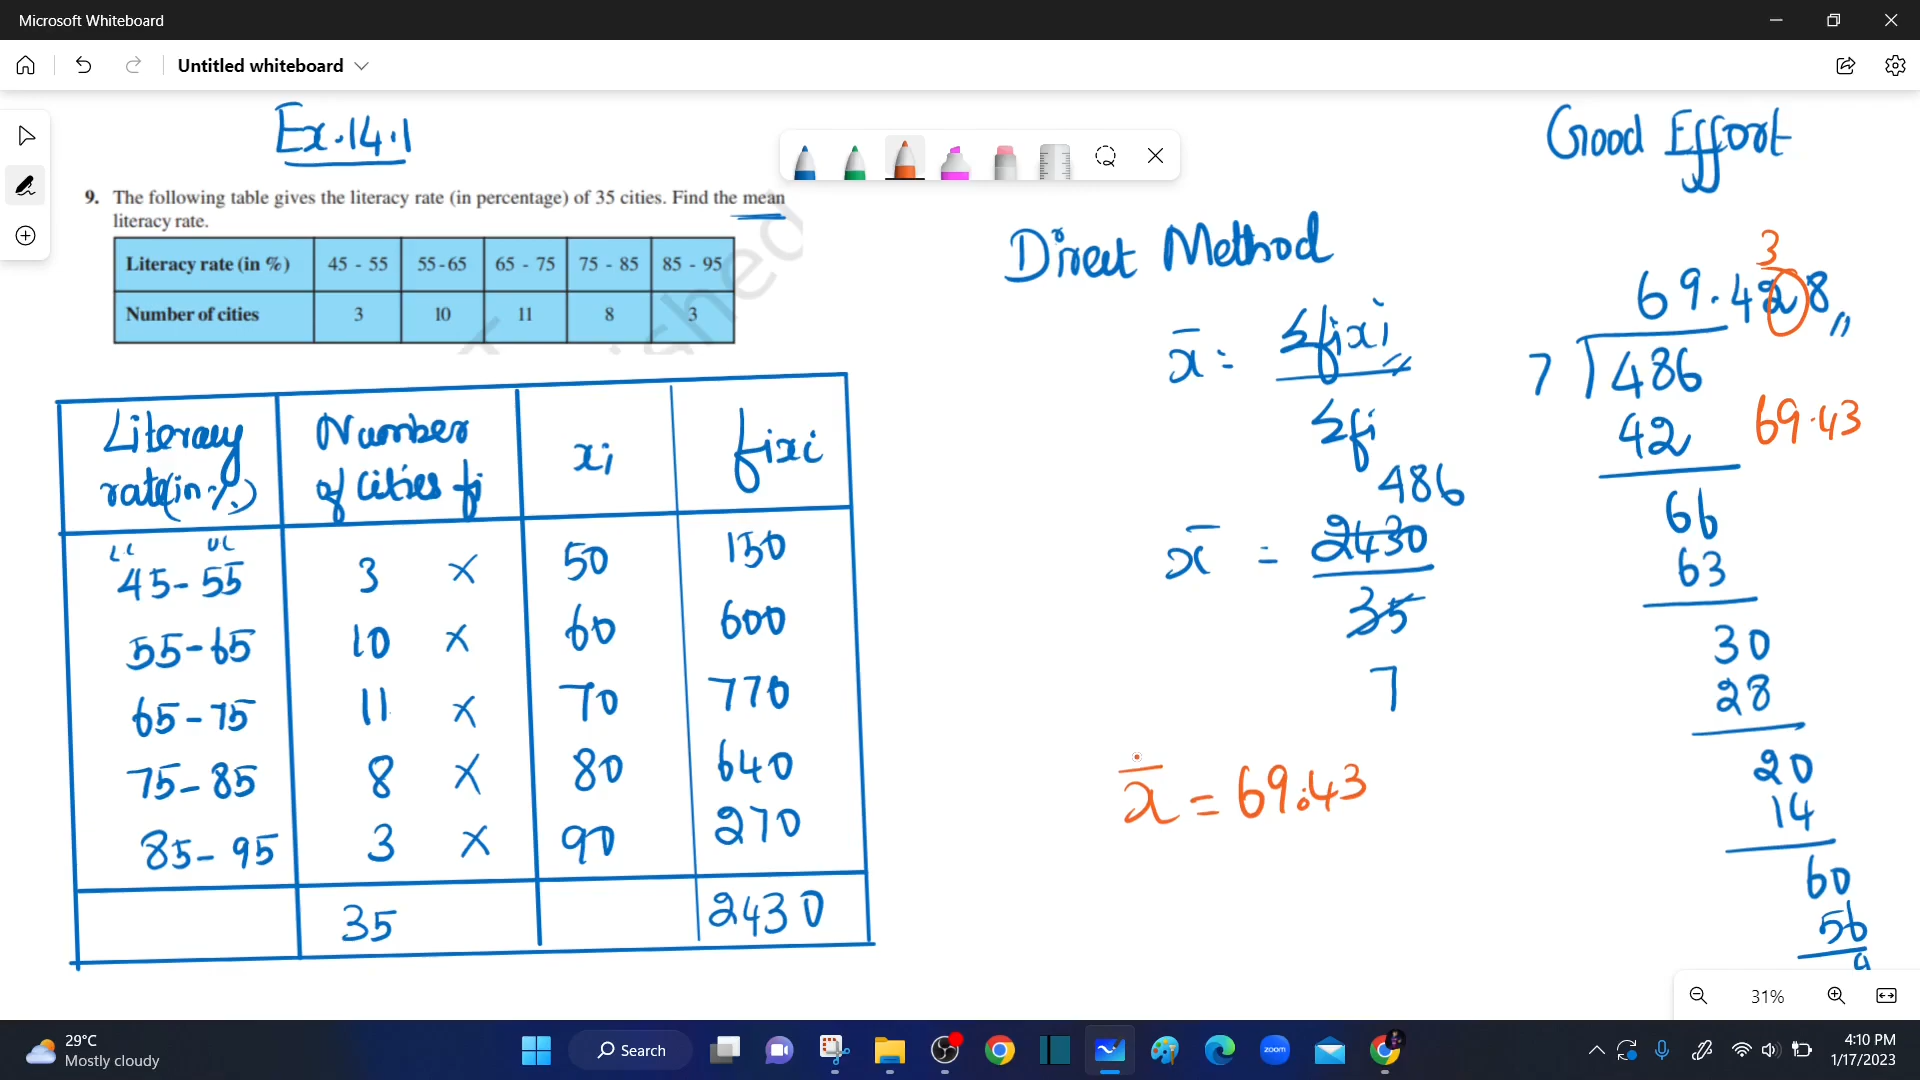 Microsoft Whiteboard
Untitled whiteboard
Ex.14.1
Good Effort
9. The following table gives the literacy rate (in percentage) of 35 cities. Find the mean
literacy rate.
Literacy rate (in %) 45 - 55 55-65 65 - 75 75 - 85 85 - 95
Number of cities 3 10 11 8 3
Literacy rate(in %) Number of cities fi xi fixi
LL UL
45-55 3 × 50 150
55-65 10 × 60 600
65-75 11 × 70 770
75-85 8 × 80 640
85-95 3 × 90 270
35 2430
Direct Method
x̄ = Σfixi
Σfi
486
x̄ = 2430
35
7
x̄ = 69.43
3
69.428
7 486
42 69.43
66
63
30
28
20
14
60
56
31%
29°C
Mostly cloudy
Search
zoom
4:10 PM
1/17/2023